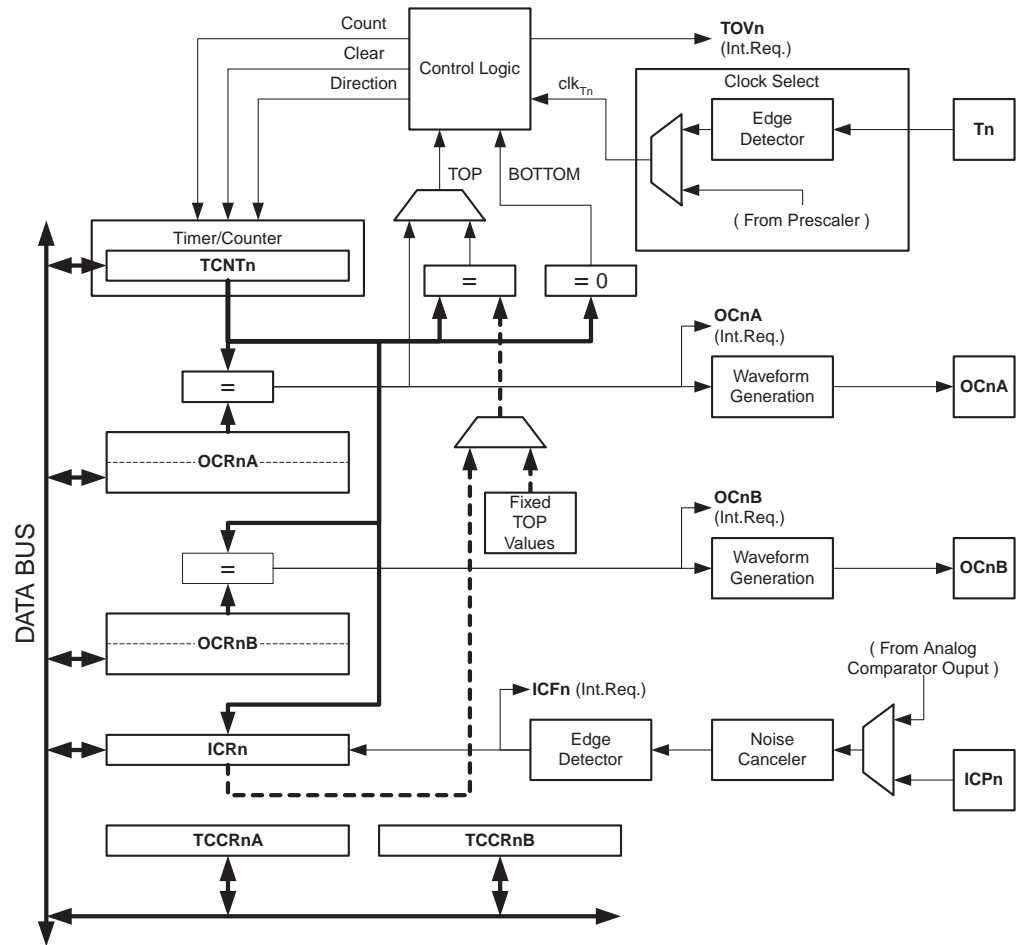 Count
Clear
Direction
Control Logic
TOVn
(Int.Req.)
clkTn
Clock Select
Edge
Detector
Tn
( From Prescaler )
TOP
BOTTOM
Timer/Counter
TCNTn
=
= 0
OCnA
(Int.Req.)
=
Waveform
Generation
OCnA
OCRnA
Fixed
TOP
Values
OCnB
(Int.Req.)
=
Waveform
Generation
OCnB
OCRnB
DATA BUS
( From Analog
Comparator Ouput )
ICFn (Int.Req.)
ICRn
Edge
Detector
Noise
Canceler
ICPn
TCCRnA
TCCRnB